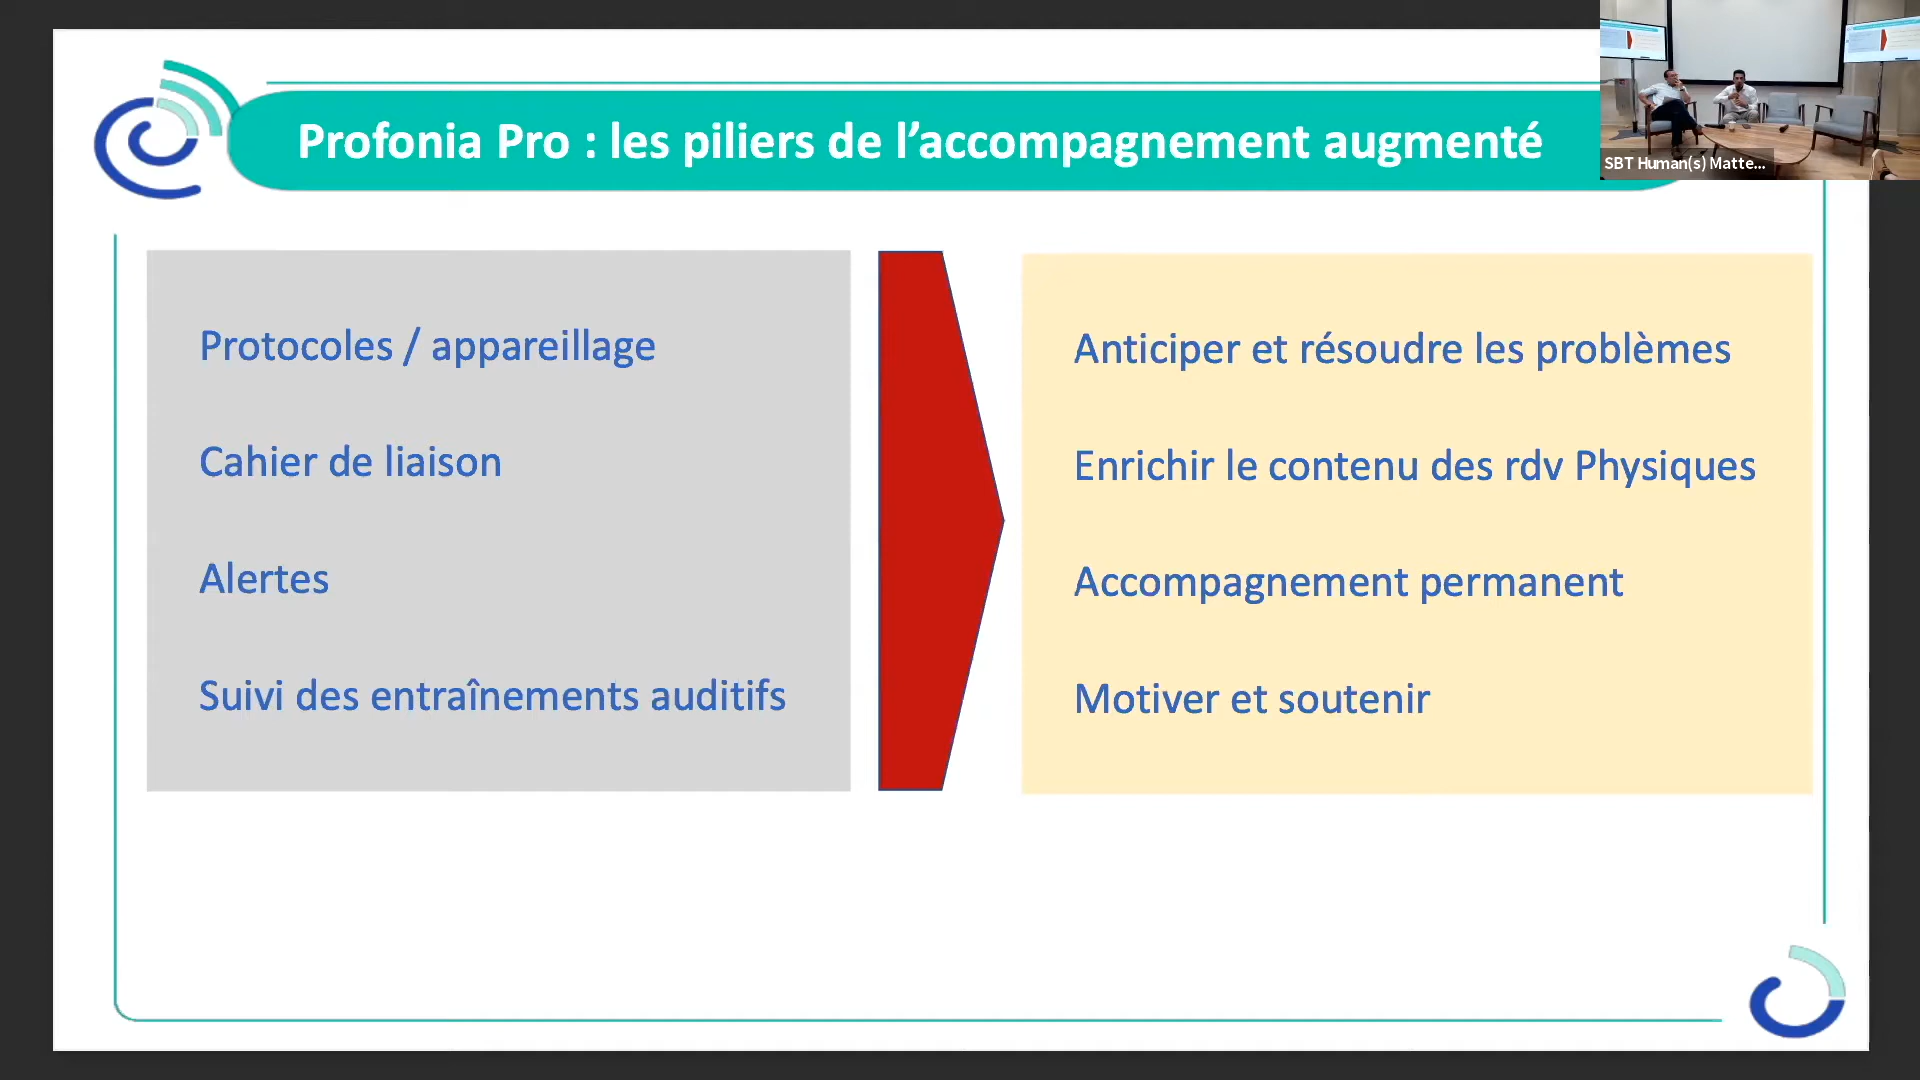 Profonia Pro : les piliers de l’accompagnement augmenté
SBT Human(s) Matte...
Protocoles / appareillage
Cahier de liaison
Alertes
Suivi des entraînements auditifs
Anticiper et résoudre les problèmes
Enrichir le contenu des rdv Physiques
Accompagnement permanent
Motiver et soutenir